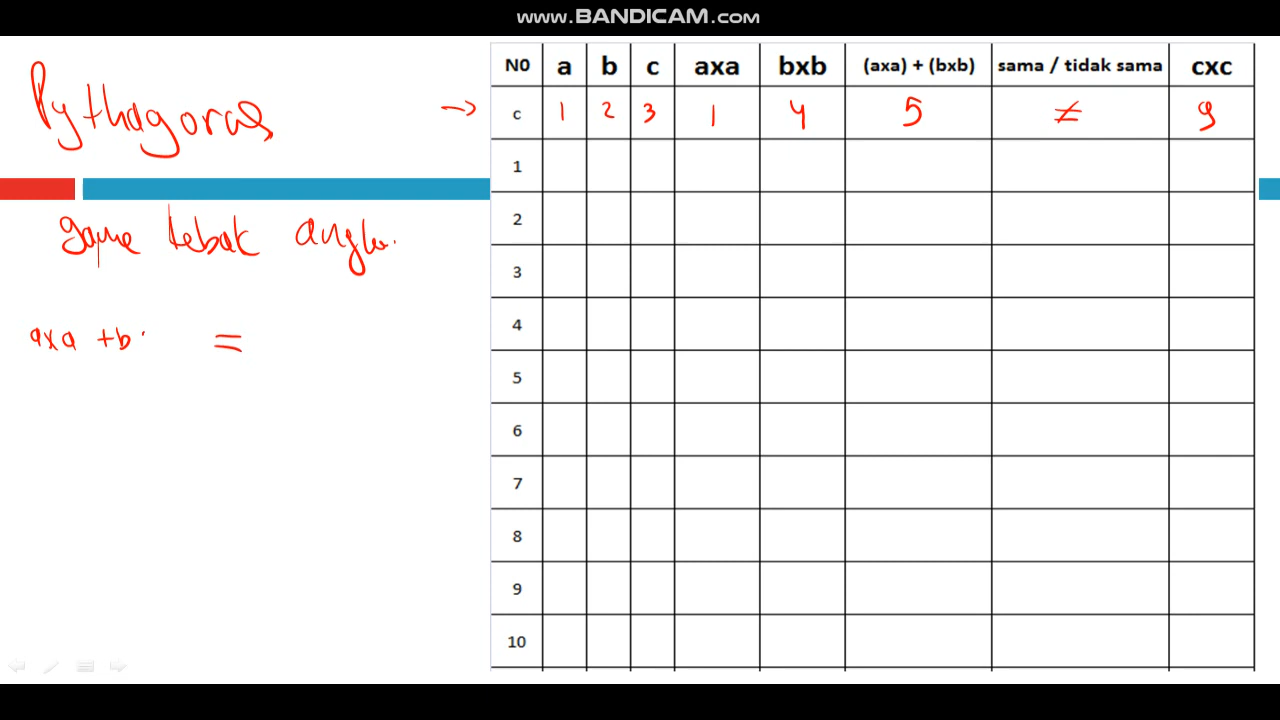 www.BANDICAM.com
Pythagoras
game tebak angka.
axa + b. =
→
N0 a b c axa bxb (axa) + (bxb) sama / tidak sama cxc
c 1 2 3 1 4 5 ≠ 9
1
2
3
4
5
6
7
8
9
10